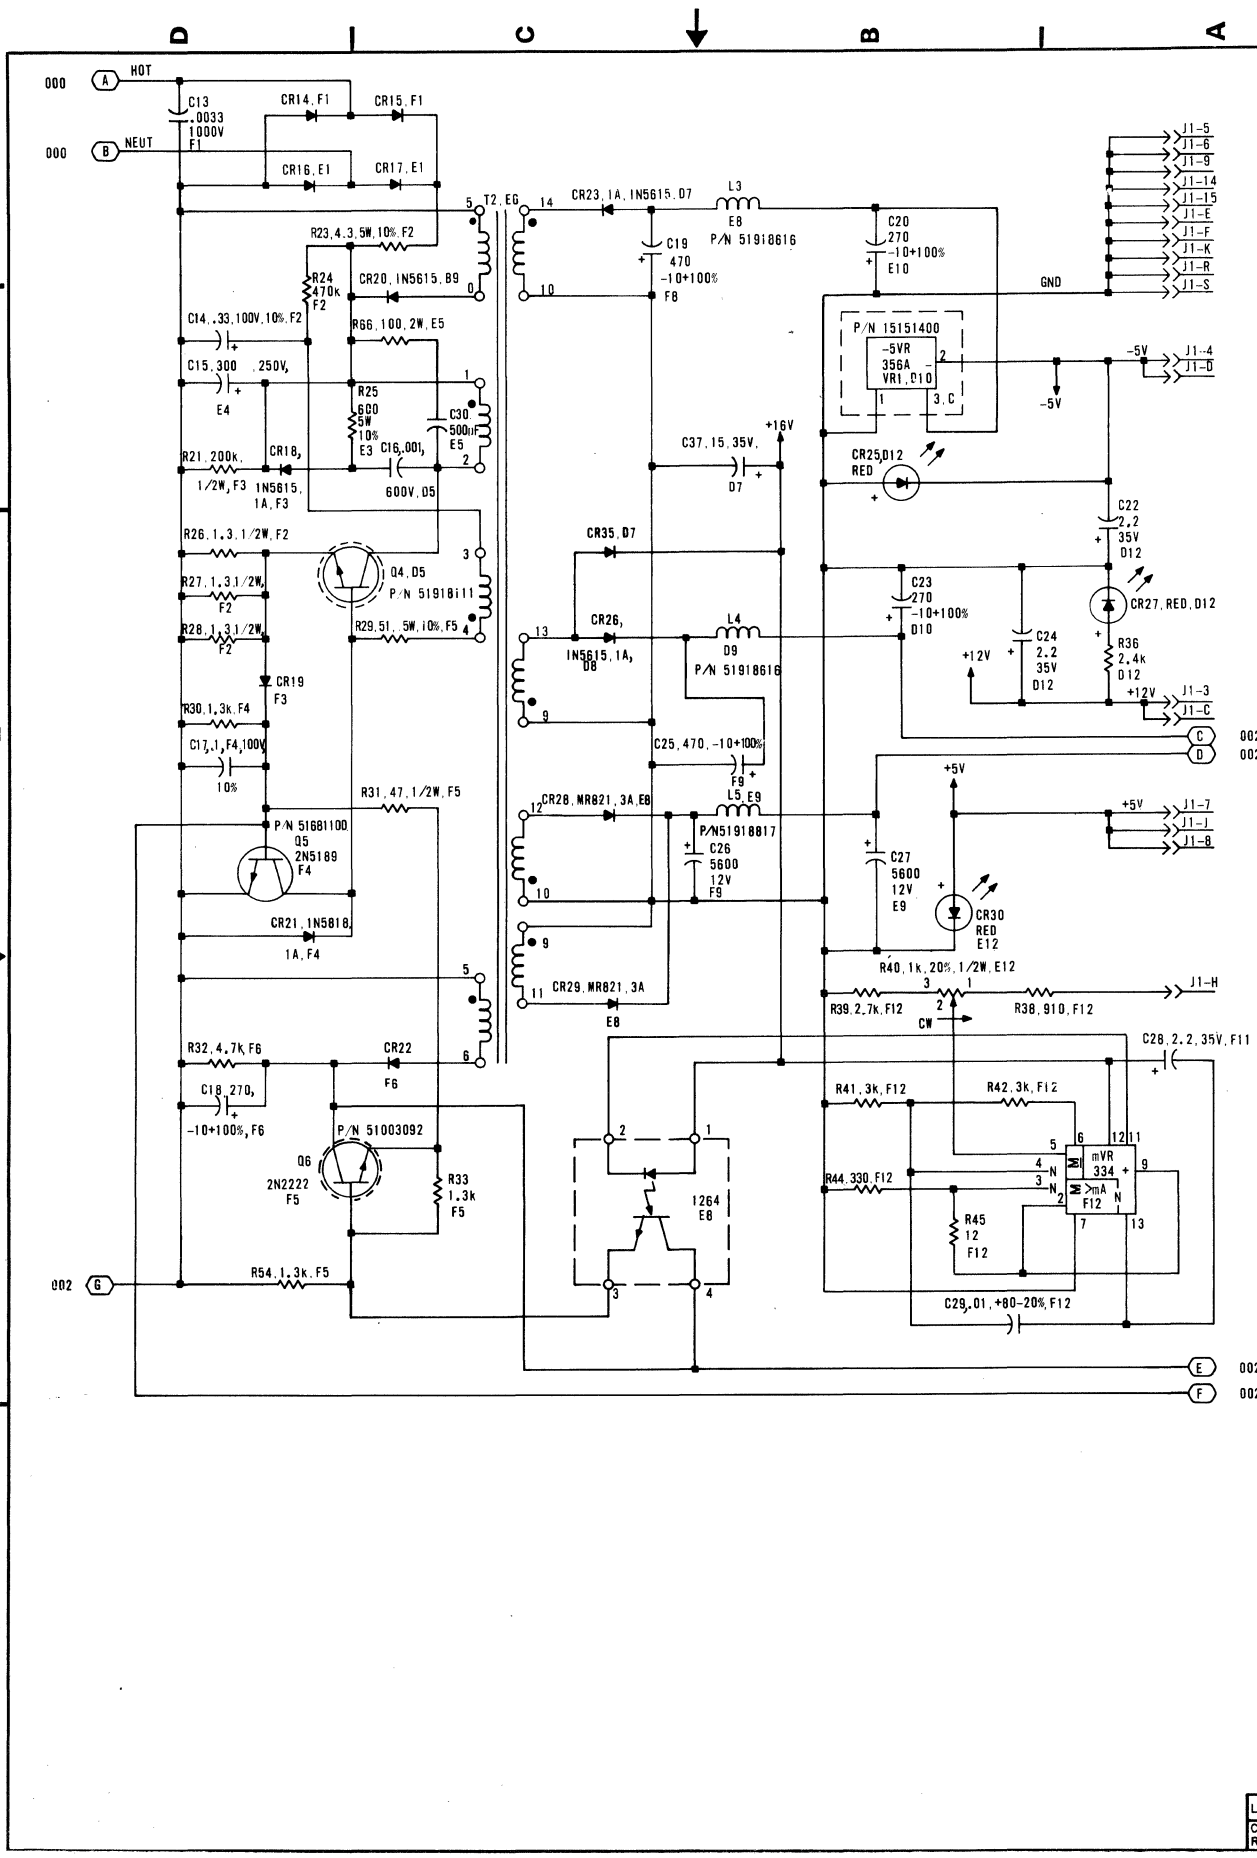 D
C
B
A
000
A
HOT
C13
.0033
1000V
F1
CR14, F1
CR15, F1
000
B
NEUT
CR16, E1
CR17, E1
J1-5
J1-6
J1-9
J1-14
J1-15
J1-E
J1-F
J1-K
J1-R
J1-S
GND
5
T2, EG
14
CR23, 1A, IN5615, D7
L3
E8
P/N 51918616
R23, 4.3, 5W, 10%, F2
C19
470
-10+100%
+
F8
C20
270
-10+100%
+
E10
R24
470k
F2
CR20, IN5615, B9
0
10
C14, .33, 100V, 10%, F2
+
R66, 100, 2W, E5
P/N 15151400
-5VR
356A -
VR1, D10
2
1
3, C
-5V
J1-4
J1-D
-5V
C15, 300 , 250V,
+
E4
1
R25
600
5W
10%
E3
C30,
500pF
E5
+16V
C37, 15, 35V,
+
D7
CR25, D12
RED
+
R21, 200k,
1/2W, F3
CR18,
1N5615,
1A, F3
C16, .001,
600V, D5
2
C22
2.2
35V
+
D12
R26, 1.3, 1/2W, F2
3
CR35, D7
Q4, D5
P/N 51918111
R27, 1.3, 1/2W,
F2
C23
270
-10+100%
+
D10
CR27, RED, D12
+
R28, 1.3, 1/2W,
F2
R29, 51, .5W, 10%, F5
4
13
CR26,
IN5615, 1A,
D8
L4
D9
P/N 51918616
+
C24
2.2
35V
D12
R36
2.4k
D12
+12V
CR19
F3
+12V
J1-3
J1-C
R30, 1.3k, F4
9
C
002
C17, .1, F4, 100V
10%
C25, 470, -10+100%
F9 +
D
002
+5V
R31, 47, 1/2W, F5
12
CR28, MR821, 3A, E8
L5, E9
P/N51918817
+5V
J1-7
J1-J
J1-8
P/N 51681100,
Q5
2N5189
F4
+
C26
5600
12V
F9
+
C27
5600
12V
E9
+
CR30
RED
E12
10
CR21, 1N5818,
1A, F4
9
5
CR29, MR821, 3A
E8
11
R40, 1k, 20%, 1/2W, E12
3
1
2
CW
R39, 2.7k, F12
R38, 910, F12
J1-H
R32, 4.7k, F6
CR22
F6
6
C28, 2.2, 35V, F11
+
C18, 270,
+
-10+100%, F6
R41, 3k, F12
R42, 3k, F12
P/N 51003092
Q6
2N2222
F5
2
1
1264
E8
3
4
5
6
12
11
4
N
3
N
2
M
mVR
334
+
9
M
>mA
F12
N
7
13
R33
1.3k
F5
R44, 330, F12
R45
12
F12
002
G
R54, 1.3k, F5
C29, .01, +80-20%, F12
E
002
F
002
L
C
R